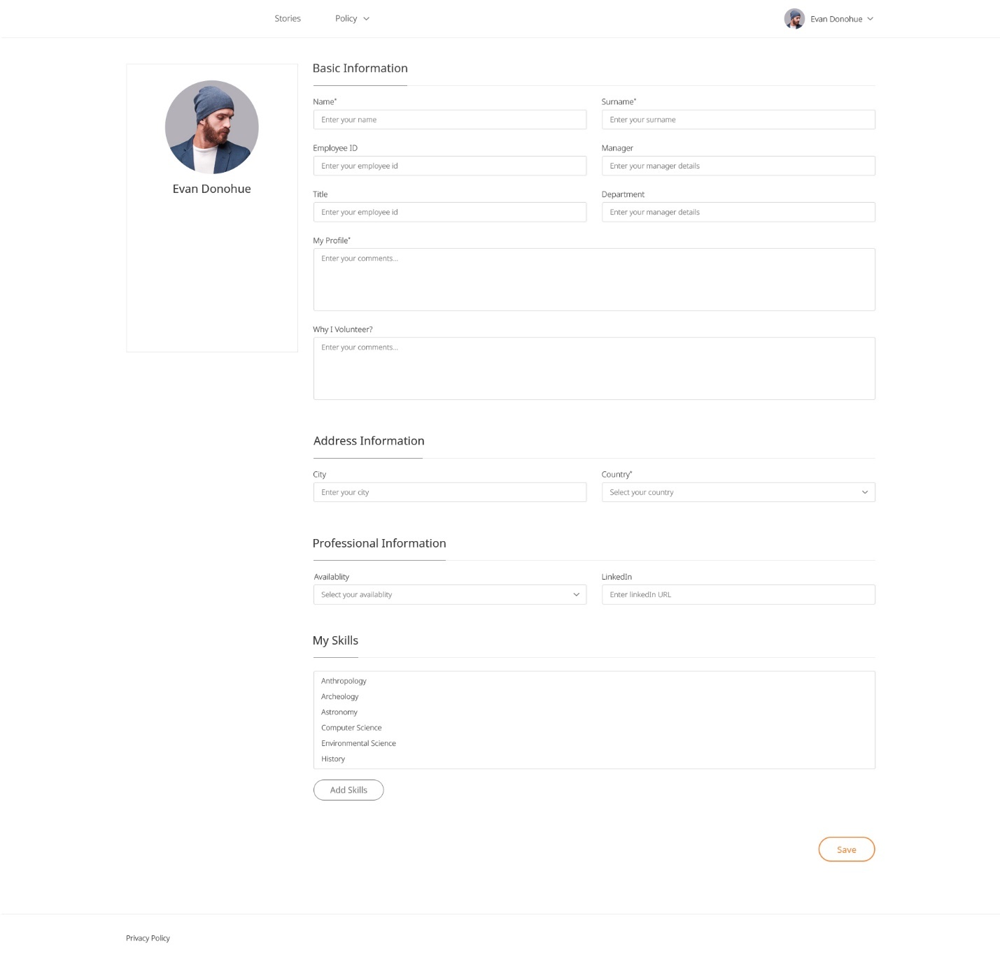 Stories Policy Evan Donohue
Evan Donohue
Basic Information
Name* Surname*
Enter your name Enter your surname
Employee ID Manager
Enter your employee id Enter your manager details
Title Department
Enter your employee id Enter your manager details
My Profile*
Enter your comments...
Why I Volunteer?
Enter your comments...
Address Information
City Country*
Enter your city Select your country
Professional Information
Availablity LinkedIn
Select your availablity Enter linkedIn URL
My Skills
Anthropology
Archeology
Astronomy
Computer Science
Environmental Science
History
Add Skills
Save
Privacy Policy